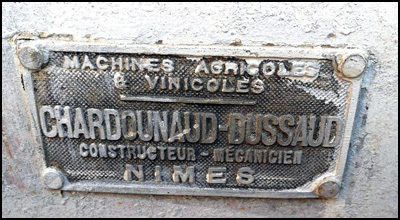 MACHINES AGRICOLES
& VINICOLES
CHARDOUNAUD-DUSSAUD
CONSTRUCTEUR-MÉCANICIEN
NIMES